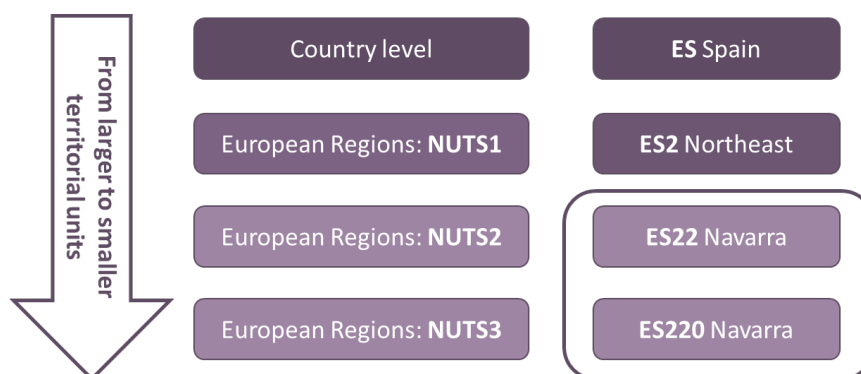 From larger to smaller
territorial units
Country level
ES Spain
European Regions: NUTS1
ES2 Northeast
European Regions: NUTS2
ES22 Navarra
European Regions: NUTS3
ES220 Navarra